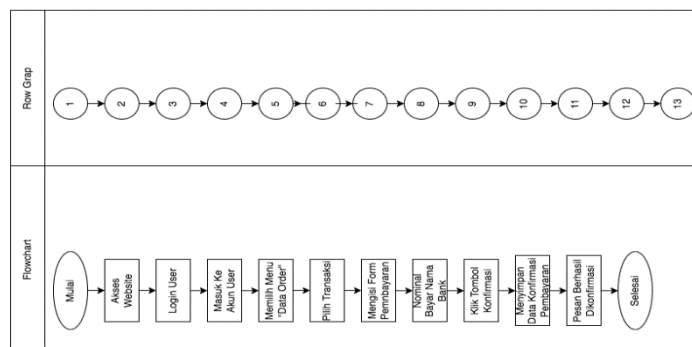 Flowchart
Row Grap
Mulai
Akses
Website
Login User
Masuk Ke
Akun User
Memilih Menu
"Data Order"
Pilih Transaksi
Mengisi Form
Pemnbayaran
Nominal
Bayar Nama
Bank
Klik Tombol
Konfirmasi
Menyimpan
Data Konfirmasi
Pembayaran
Pesan Berhasil
Dikonfirmasi
Selesai
1
2
3
4
5
6
7
8
9
10
11
12
13